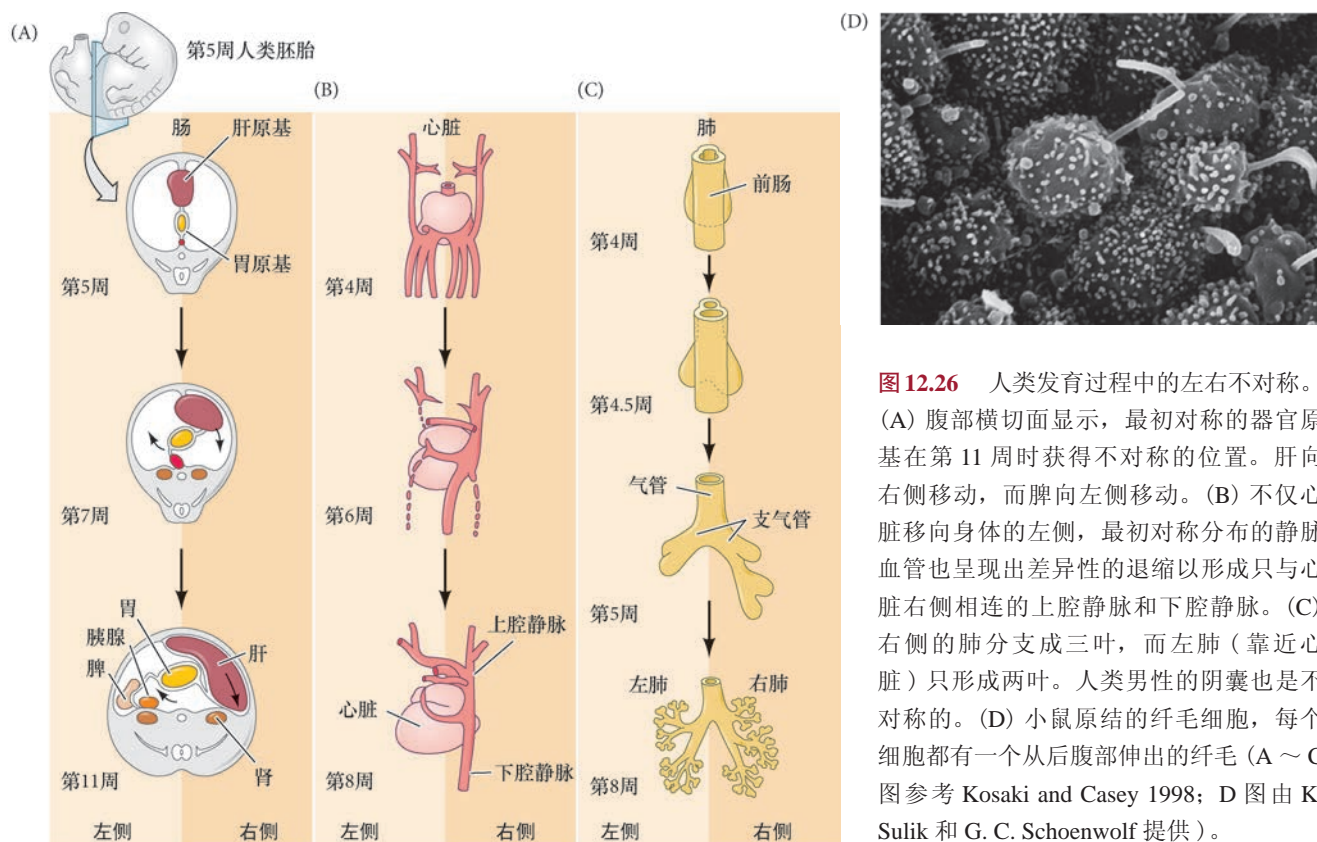 (A)
第5周人类胚胎
肠
肝原基
胃原基
第5周
第7周
胃
胰腺
脾
肝
第11周
肾
左侧
右侧
(B)
心脏
第4周
第6周
上腔静脉
心脏
下腔静脉
第8周
左侧
右侧
(C)
肺
前肠
第4周
第4.5周
气管
支气管
第5周
左肺
右肺
第8周
左侧
右侧
(D)
图12.26 人类发育过程中的左右不对称。
(A) 腹部横切面显示，最初对称的器官原
基在第 11 周时获得不对称的位置。肝向
右侧移动，而脾向左侧移动。(B) 不仅心
脏移向身体的左侧，最初对称分布的静脉
血管也呈现出差异性的退缩以形成只与心
脏右侧相连的上腔静脉和下腔静脉。(C)
右侧的肺分支成三叶，而左肺（靠近心
脏）只形成两叶。人类男性的阴囊也是不
对称的。(D) 小鼠原结的纤毛细胞，每个
细胞都有一个从后腹部伸出的纤毛 (A ～ C
图参考 Kosaki and Casey 1998；D 图由 K
Sulik 和 G. C. Schoenwolf 提供）。